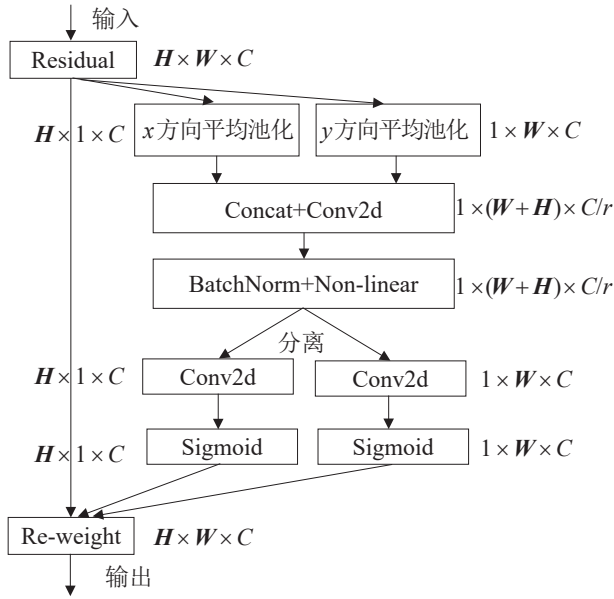 输入
Residual
H×W×C
H×1×C
x方向平均池化
y方向平均池化
1×W×C
Concat+Conv2d
1×(W+H)×C/r
BatchNorm+Non-linear
1×(W+H)×C/r
分离
H×1×C
Conv2d
Conv2d
1×W×C
H×1×C
Sigmoid
Sigmoid
1×W×C
Re-weight
H×W×C
输出